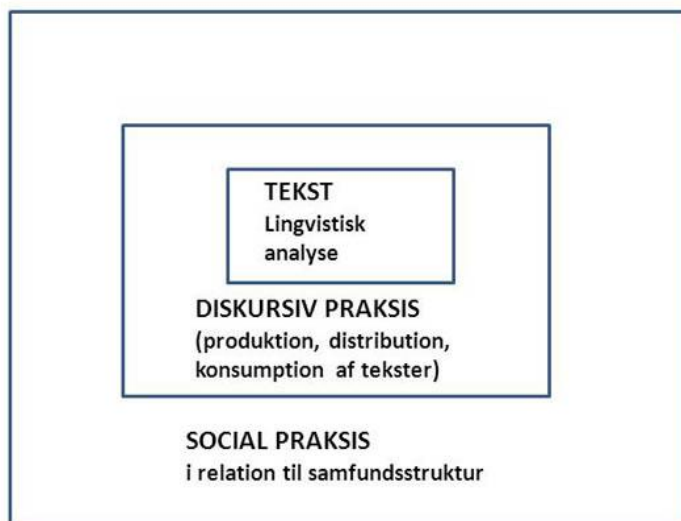 TEKST
Lingvistisk
analyse
DISKURSIV PRAKSIS
(produktion, distribution,
konsumption af tekster)
SOCIAL PRAKSIS
i relation til samfundsstruktur